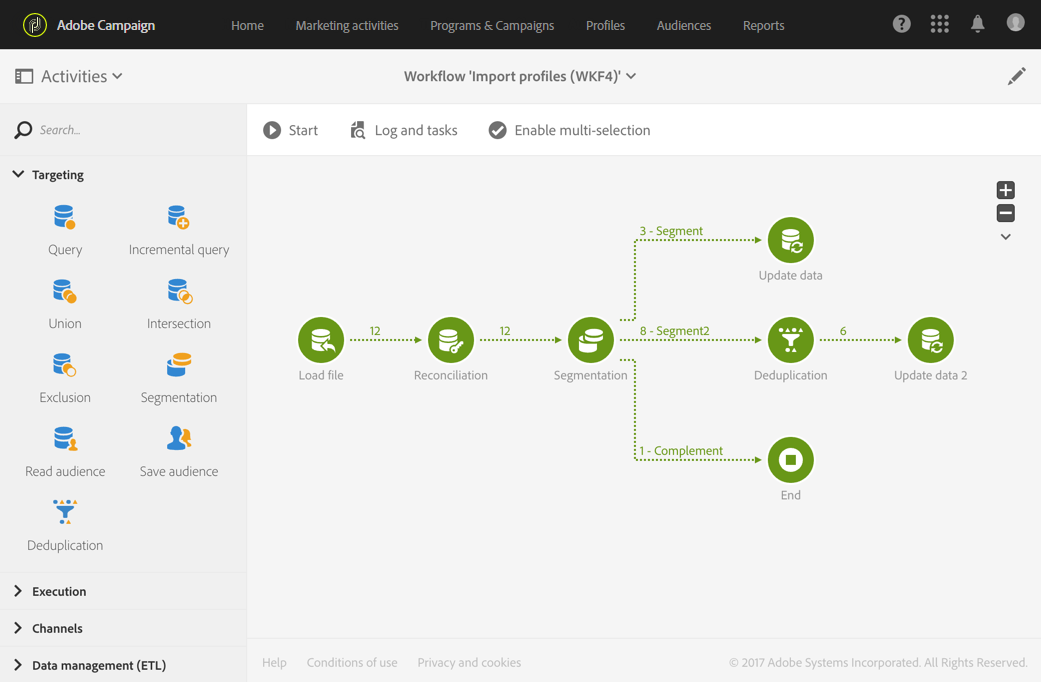 Adobe Campaign
Home
Marketing activities
Programs & Campaigns
Profiles
Audiences
Reports
Activities
Workflow 'Import profiles (WKF4)'
Search...
Start
Log and tasks
Enable multi-selection
Targeting
Query
Incremental query
Union
Intersection
Exclusion
Segmentation
Read audience
Save audience
Deduplication
Execution
Channels
Data management (ETL)
3 - Segment
Update data
12
12
8 - Segment2
6
Load file
Reconciliation
Segmentation
Deduplication
Update data 2
1 - Complement
End
Help
Conditions of use
Privacy and cookies
© 2017 Adobe Systems Incorporated. All Rights Reserved.